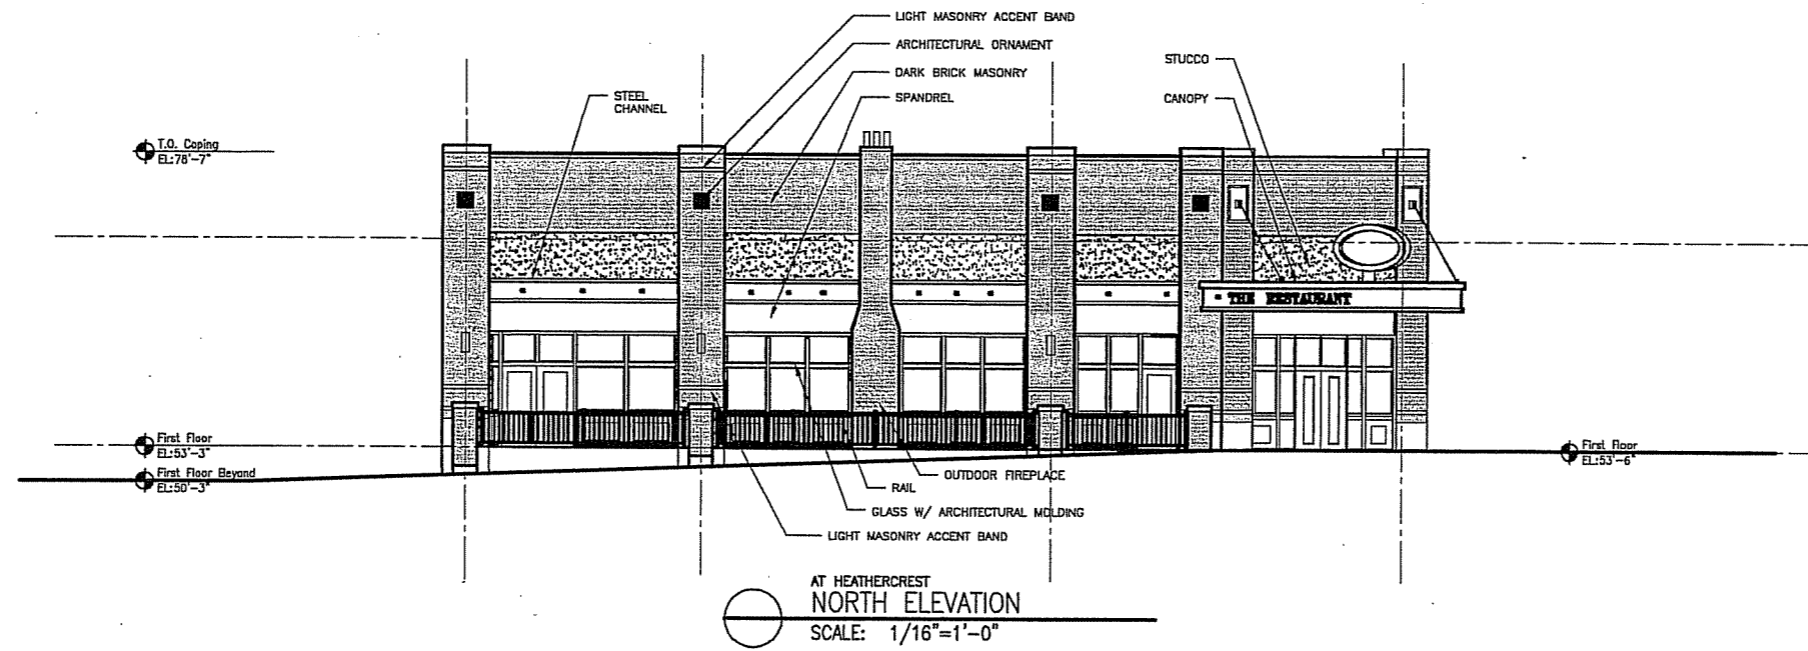 LIGHT MASONRY ACCENT BAND
ARCHITECTURAL ORNAMENT
DARK BRICK MASONRY
SPANDREL
STUCCO
CANOPY
STEEL
CHANNEL
T.O. Coping
EL:78'-7"
THE RESTAURANT
First Floor
EL:53'-3"
First Floor Beyond
EL:50'-3"
First Floor
EL:53'-6"
OUTDOOR FIREPLACE
RAIL
GLASS W/ ARCHITECTURAL MOLDING
LIGHT MASONRY ACCENT BAND
AT HEATHERCREST
NORTH ELEVATION
SCALE: 1/16"=1'-0"